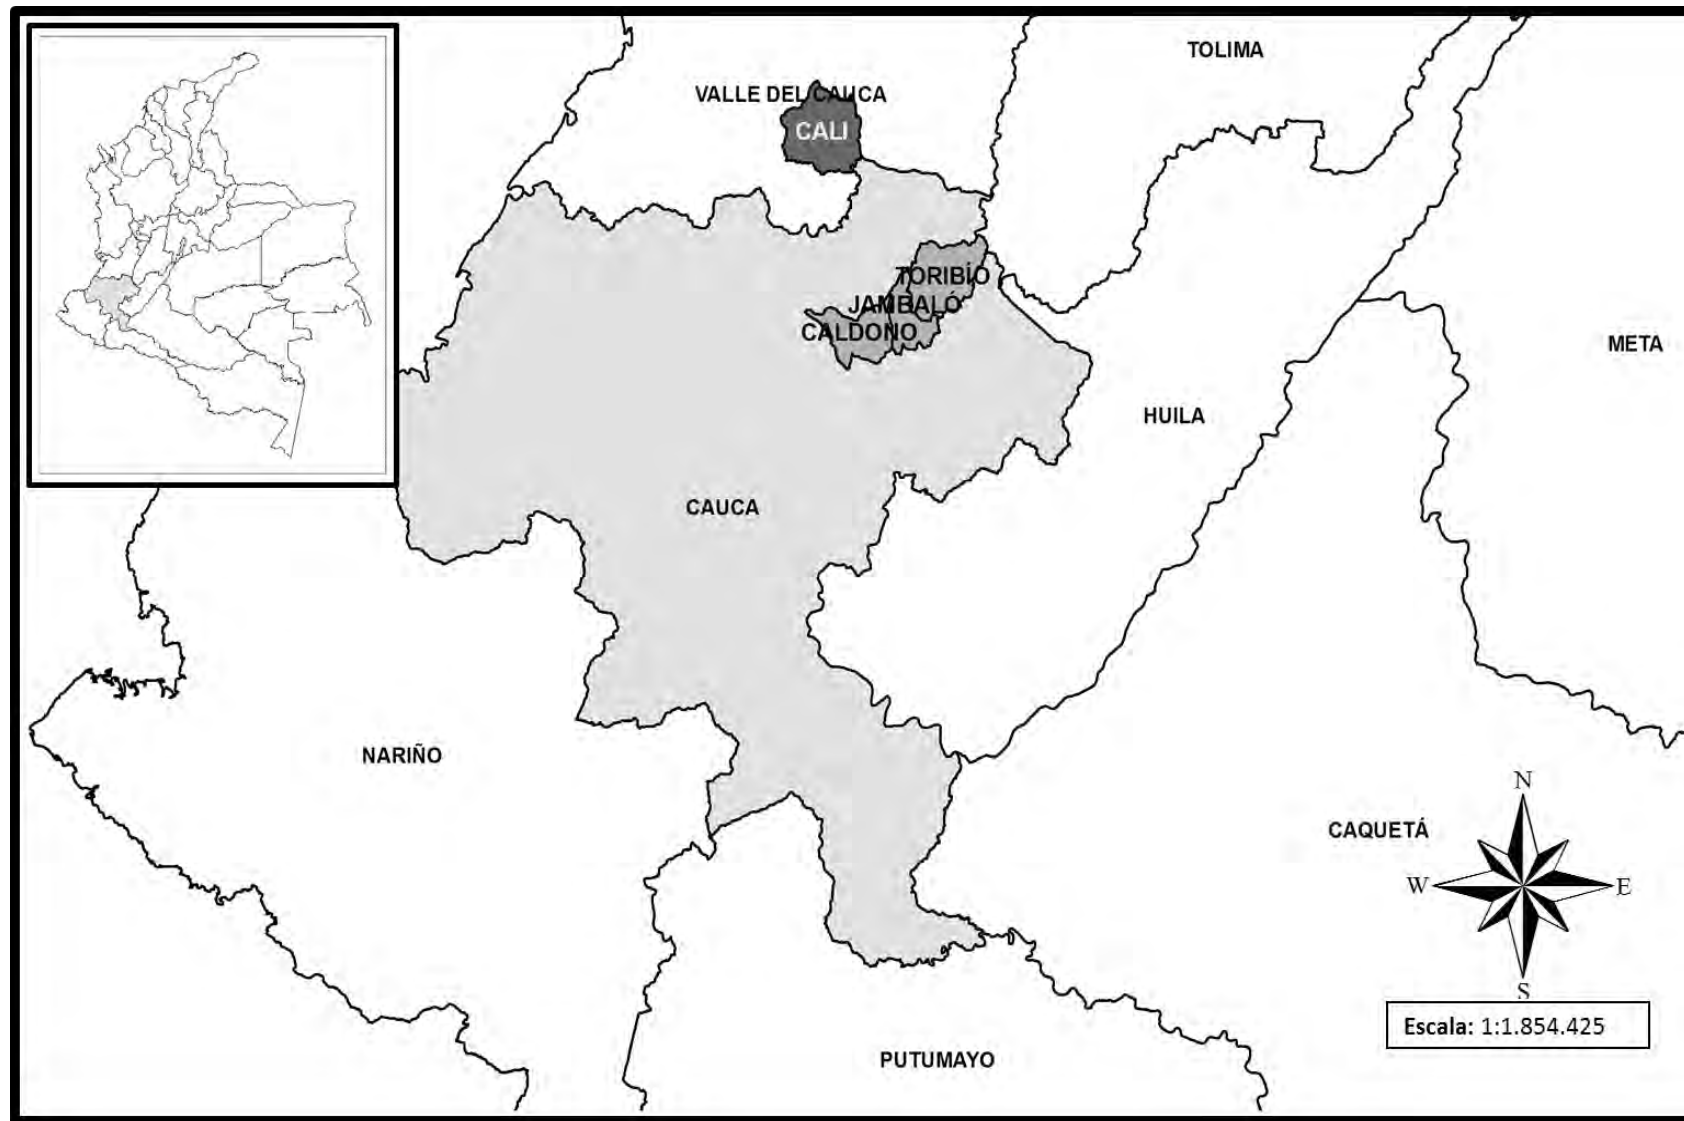 TOLIMA
VALLE DEL CAUCA
CALI
TORIBÍO
JAMBALÓ
CALDONO
META
HUILA
CAUCA
NARIÑO
N
CAQUETÁ
W
E
S
Escala: 1:1.854.425
PUTUMAYO